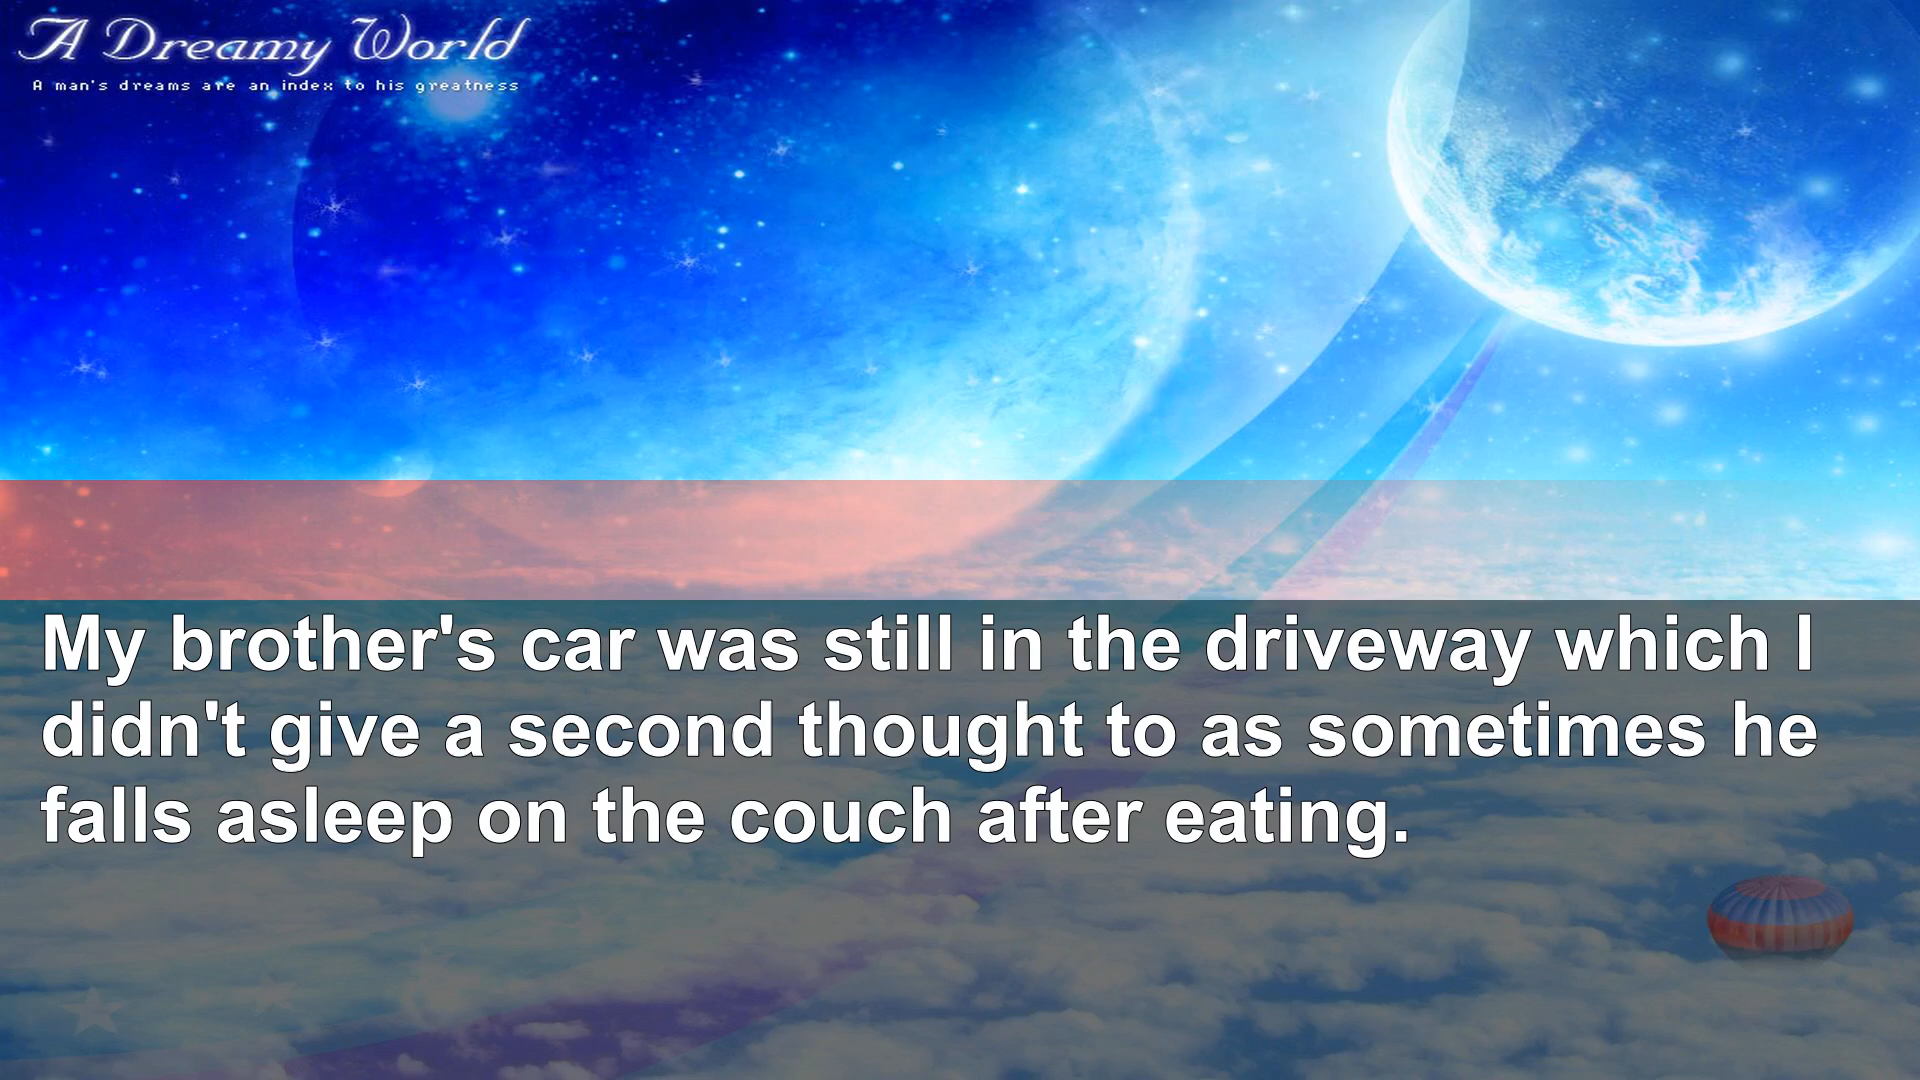 A Dreamy World
A man's dreams are an index to his greatness
My brother's car was still in the driveway which I
didn't give a second thought to as sometimes he
falls asleep on the couch after eating.